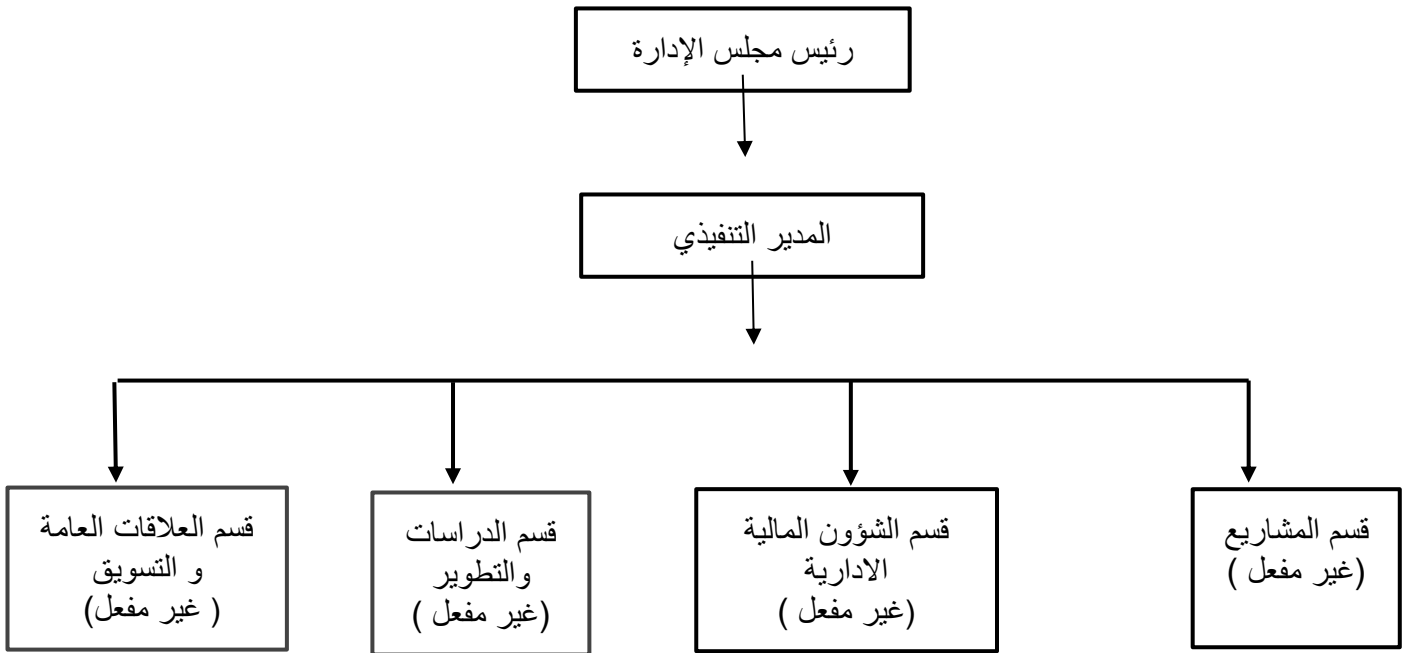 رئيس مجلس الإدارة
المدير التنفيذي
قسم المشاريع
(غير مفعل )
قسم الشؤون المالية
الادارية
(غير مفعل )
قسم الدراسات
والتطوير
(غير مفعل )
قسم العلاقات العامة
و التسويق
( غير مفعل)